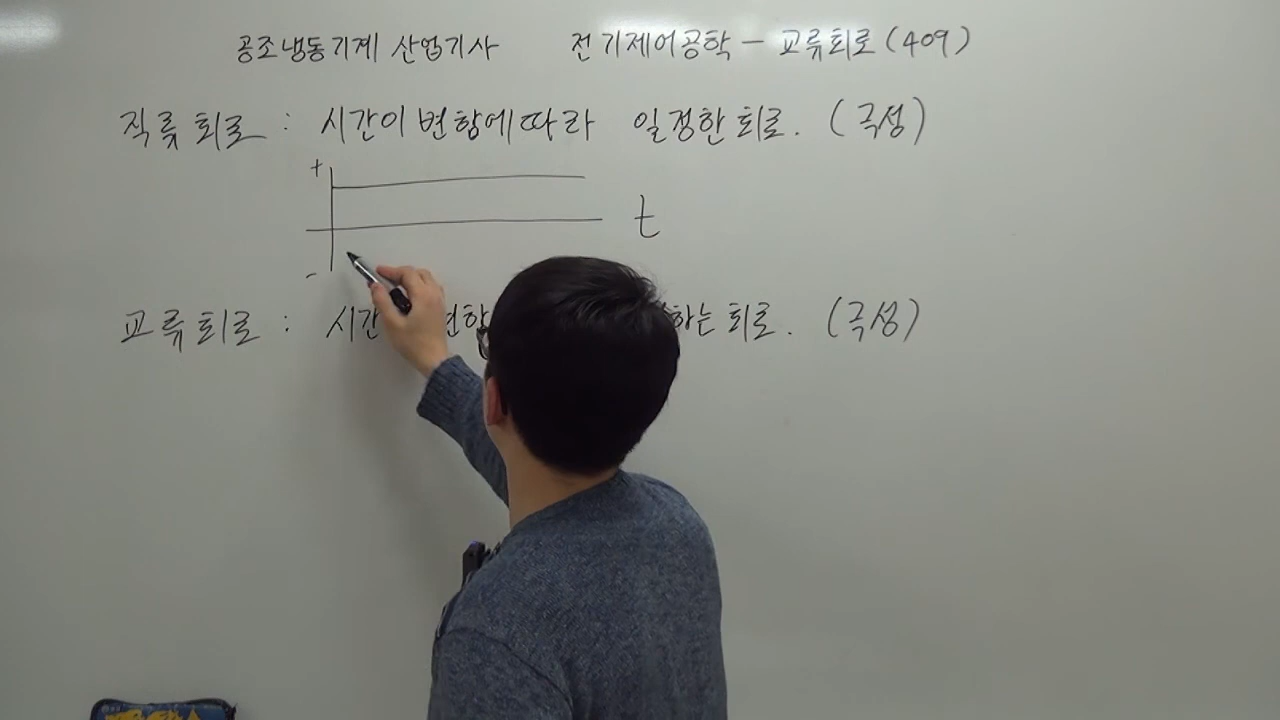 공조냉동기계 산업기사 전기제어공학 - 교류회로 (409)
직류회로 : 시간이 변함에 따라 일정한 회로. (극성)
+
t
-
교류회로 : 시간 변함 하는 회로. (극성)